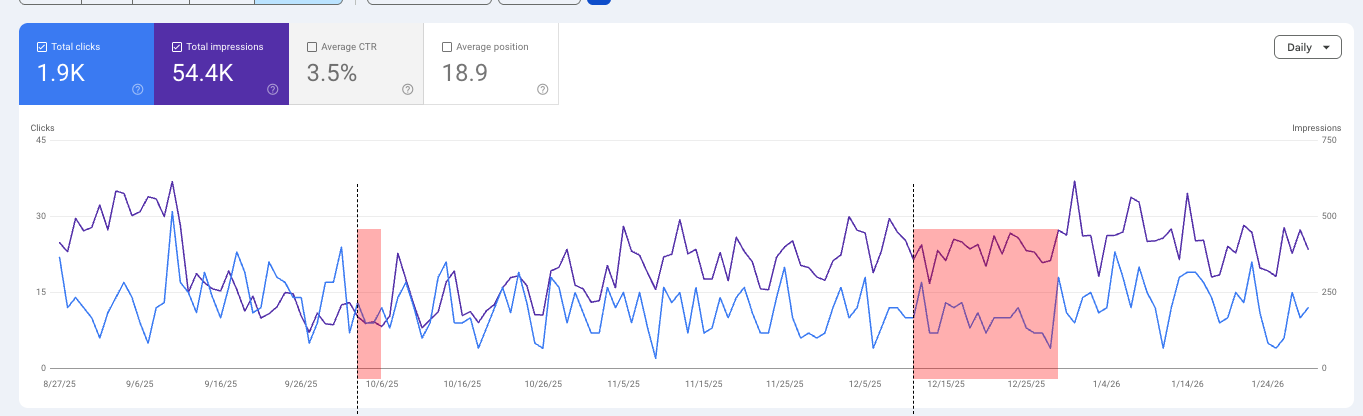 Total clicks
1.9K
Total impressions
54.4K
Average CTR
3.5%
Average position
18.9
Daily
Clicks
Impressions
45
750
30
500
15
250
0
0
8/27/25 9/6/25 9/16/25 9/26/25 10/6/25 10/16/25 10/26/25 11/5/25 11/15/25 11/25/25 12/5/25 12/15/25 12/25/25 1/4/26 1/14/26 1/24/26